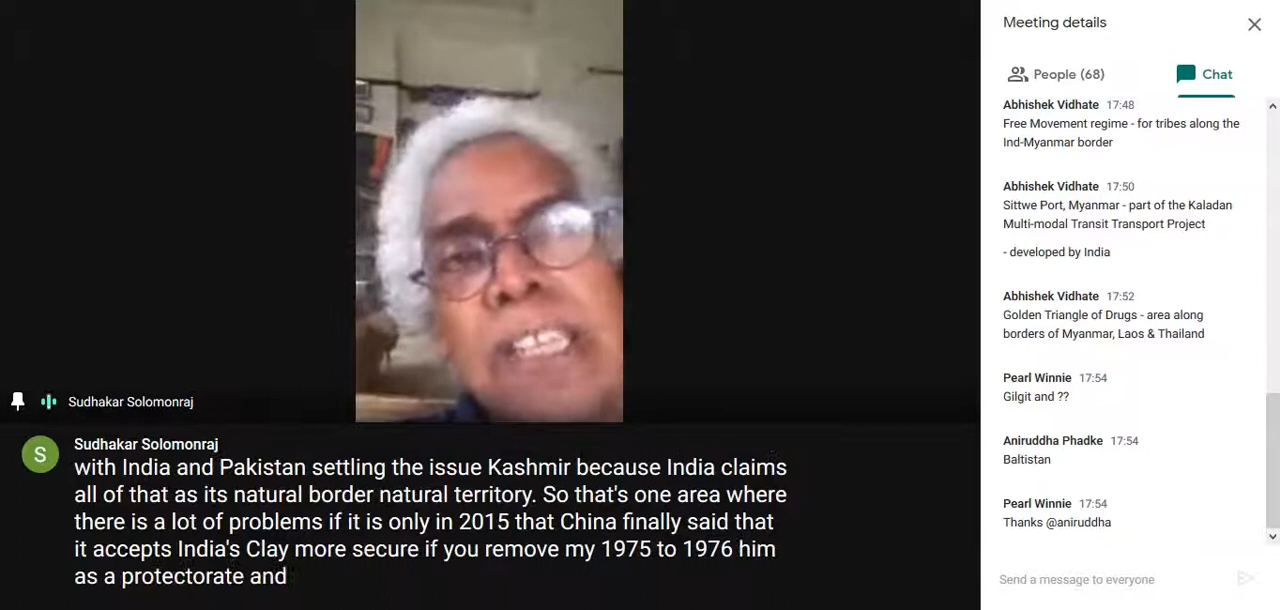 Meeting details
People (68)
Chat
Abhishek Vidhate 17:48
Free Movement regime - for tribes along the
Ind-Myanmar border
Abhishek Vidhate 17:50
Sittwe Port, Myanmar - part of the Kaladan
Multi-modal Transit Transport Project
- developed by India
Abhishek Vidhate 17:52
Golden Triangle of Drugs - area along
borders of Myanmar, Laos & Thailand
Pearl Winnie 17:54
Gilgit and ??
Aniruddha Phadke 17:54
Baltistan
Pearl Winnie 17:54
Thanks @aniruddha
Send a message to everyone
Sudhakar Solomonraj
S
Sudhakar Solomonraj
with India and Pakistan settling the issue Kashmir because India claims
all of that as its natural border natural territory. So that's one area where
there is a lot of problems if it is only in 2015 that China finally said that
it accepts India's Clay more secure if you remove my 1975 to 1976 him
as a protectorate and